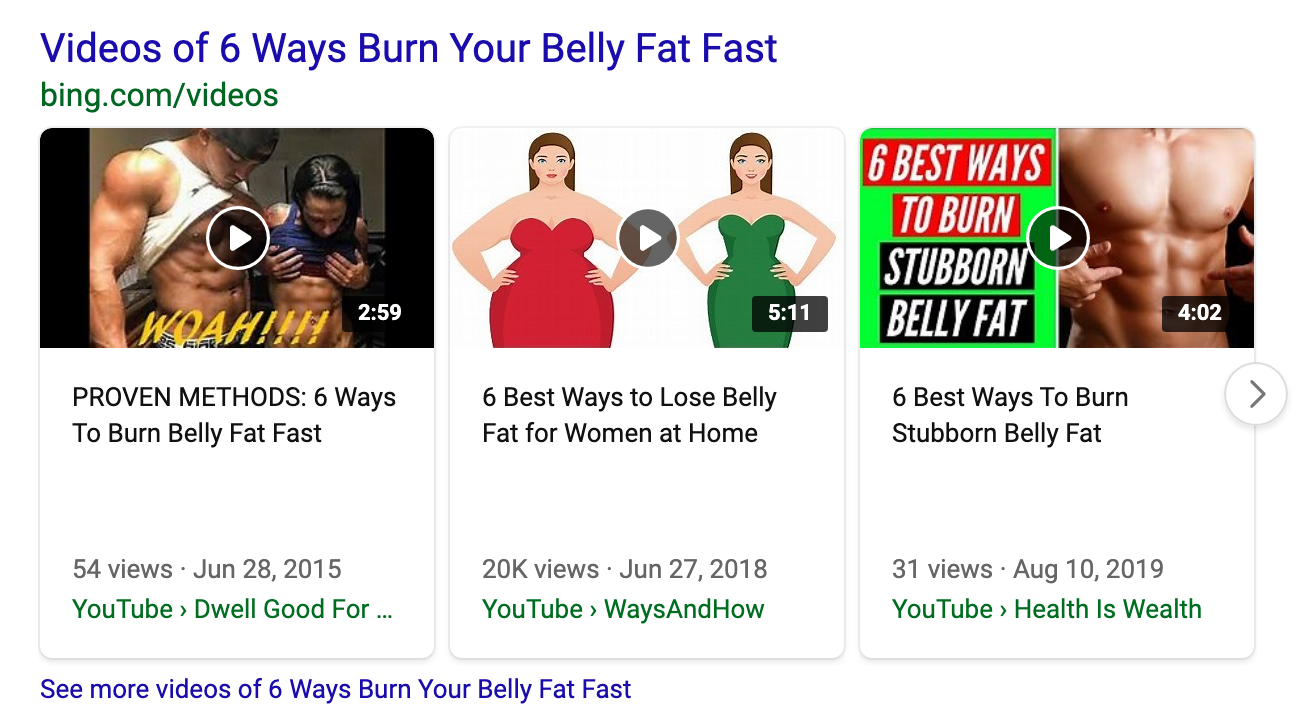 Videos of 6 Ways Burn Your Belly Fat Fast
bing.com/videos
WOAH!!!!
2:59
5:11
6 BEST WAYS
TO BURN
STUBBORN
BELLY FAT
4:02
PROVEN METHODS: 6 Ways
To Burn Belly Fat Fast
54 views · Jun 28, 2015
YouTube › Dwell Good For ...
6 Best Ways to Lose Belly
Fat for Women at Home
20K views · Jun 27, 2018
YouTube › WaysAndHow
6 Best Ways To Burn
Stubborn Belly Fat
31 views · Aug 10, 2019
YouTube › Health Is Wealth
See more videos of 6 Ways Burn Your Belly Fat Fast